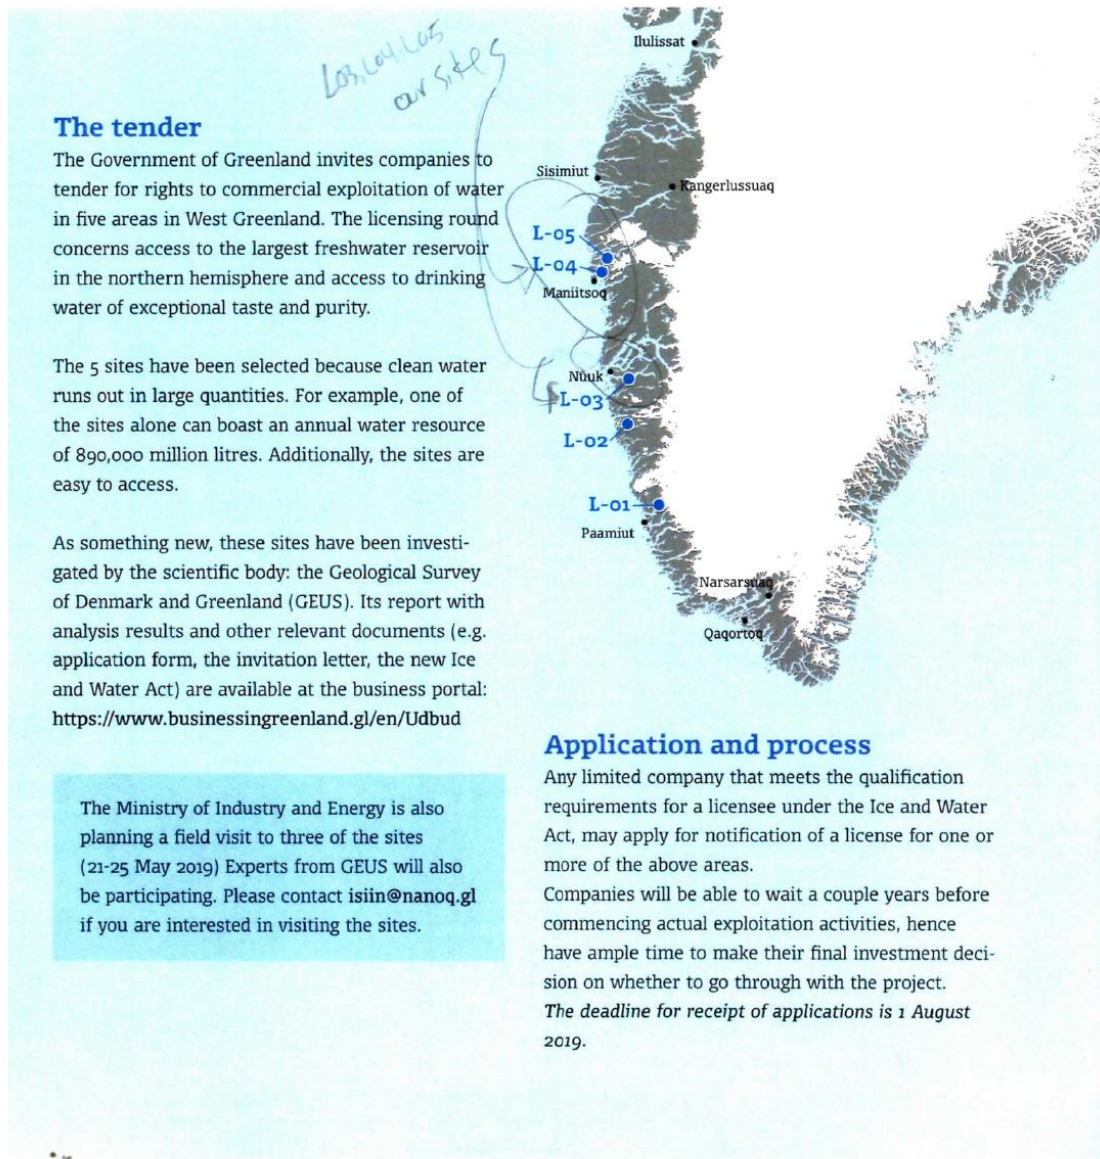 L03, L04, L05
our sites
The tender
The Government of Greenland invites companies to
tender for rights to commercial exploitation of water
in five areas in West Greenland. The licensing round
concerns access to the largest freshwater reservoir
in the northern hemisphere and access to drinking
water of exceptional taste and purity.
The 5 sites have been selected because clean water
runs out in large quantities. For example, one of
the sites alone can boast an annual water resource
of 890,000 million litres. Additionally, the sites are
easy to access.
As something new, these sites have been investi-
gated by the scientific body: the Geological Survey
of Denmark and Greenland (GEUS). Its report with
analysis results and other relevant documents (e.g.
application form, the invitation letter, the new Ice
and Water Act) are available at the business portal:
https://www.businessingreenland.gl/en/Udbud
The Ministry of Industry and Energy is also
planning a field visit to three of the sites
(21-25 May 2019) Experts from GEUS will also
be participating. Please contact isiin@nanoq.gl
if you are interested in visiting the sites.
Ilulissat
Sisimiut
Kangerlussuaq
L-05
L-04
Maniitsoq
Nuuk
L-03
L-02
L-01
Paamiut
Narsarsuaq
Qaqortoq
Application and process
Any limited company that meets the qualification
requirements for a licensee under the Ice and Water
Act, may apply for notification of a license for one or
more of the above areas.
Companies will be able to wait a couple years before
commencing actual exploitation activities, hence
have ample time to make their final investment deci-
sion on whether to go through with the project.
The deadline for receipt of applications is 1 August
2019.